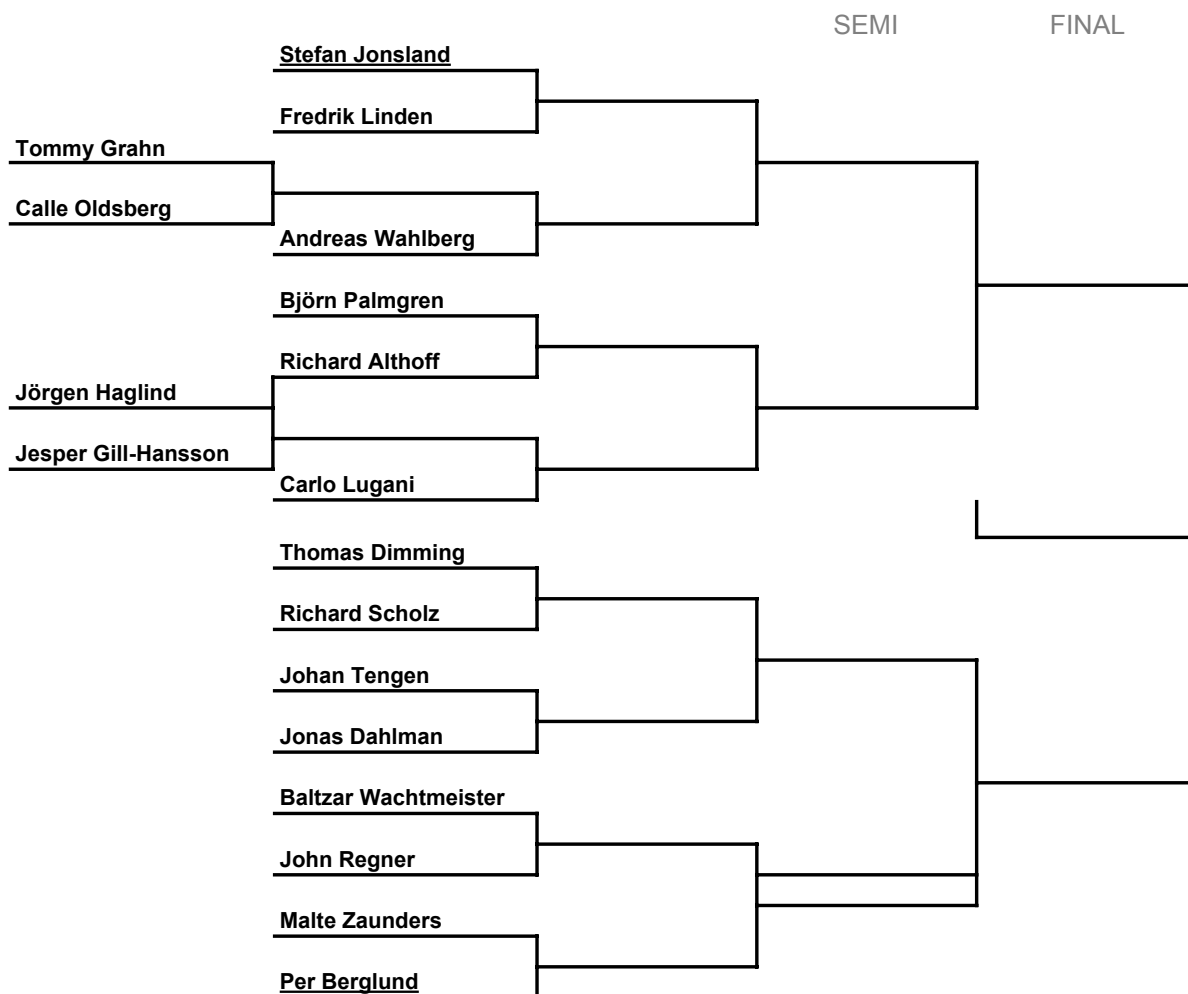 SEMI FINAL
Stefan Jonsland
Fredrik Linden
Tommy Grahn
Calle Oldsberg
Andreas Wahlberg
Björn Palmgren
Richard Althoff
Jörgen Haglind
Jesper Gill-Hansson
Carlo Lugani
Thomas Dimming
Richard Scholz
Johan Tengen
Jonas Dahlman
Baltzar Wachtmeister
John Regner
Malte Zaunders
Per Berglund